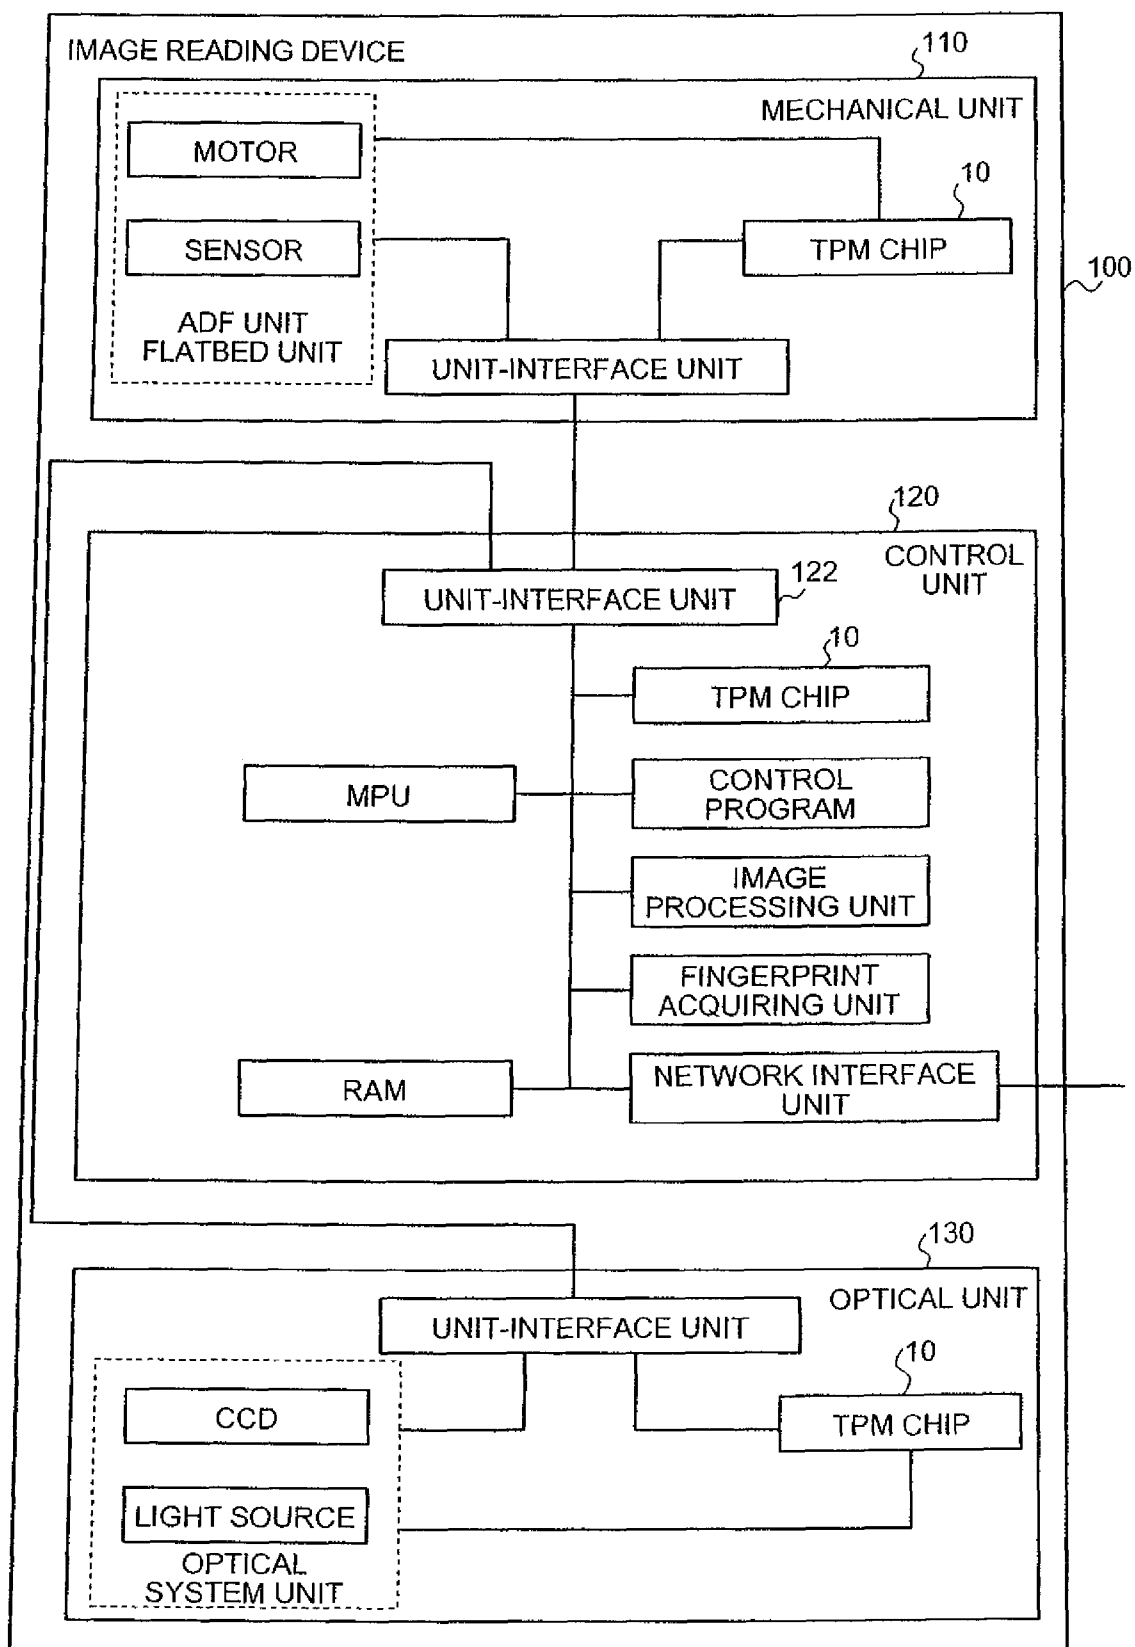 IMAGE READING DEVICE
110
MECHANICAL UNIT
MOTOR
10
SENSOR
TPM CHIP
100
ADF UNIT
FLATBED UNIT
UNIT-INTERFACE UNIT
120
CONTROL
UNIT
UNIT-INTERFACE UNIT
122
10
TPM CHIP
MPU
CONTROL
PROGRAM
IMAGE
PROCESSING UNIT
FINGERPRINT
ACQUIRING UNIT
RAM
NETWORK INTERFACE
UNIT
130
OPTICAL UNIT
UNIT-INTERFACE UNIT
10
CCD
TPM CHIP
LIGHT SOURCE
OPTICAL
SYSTEM UNIT